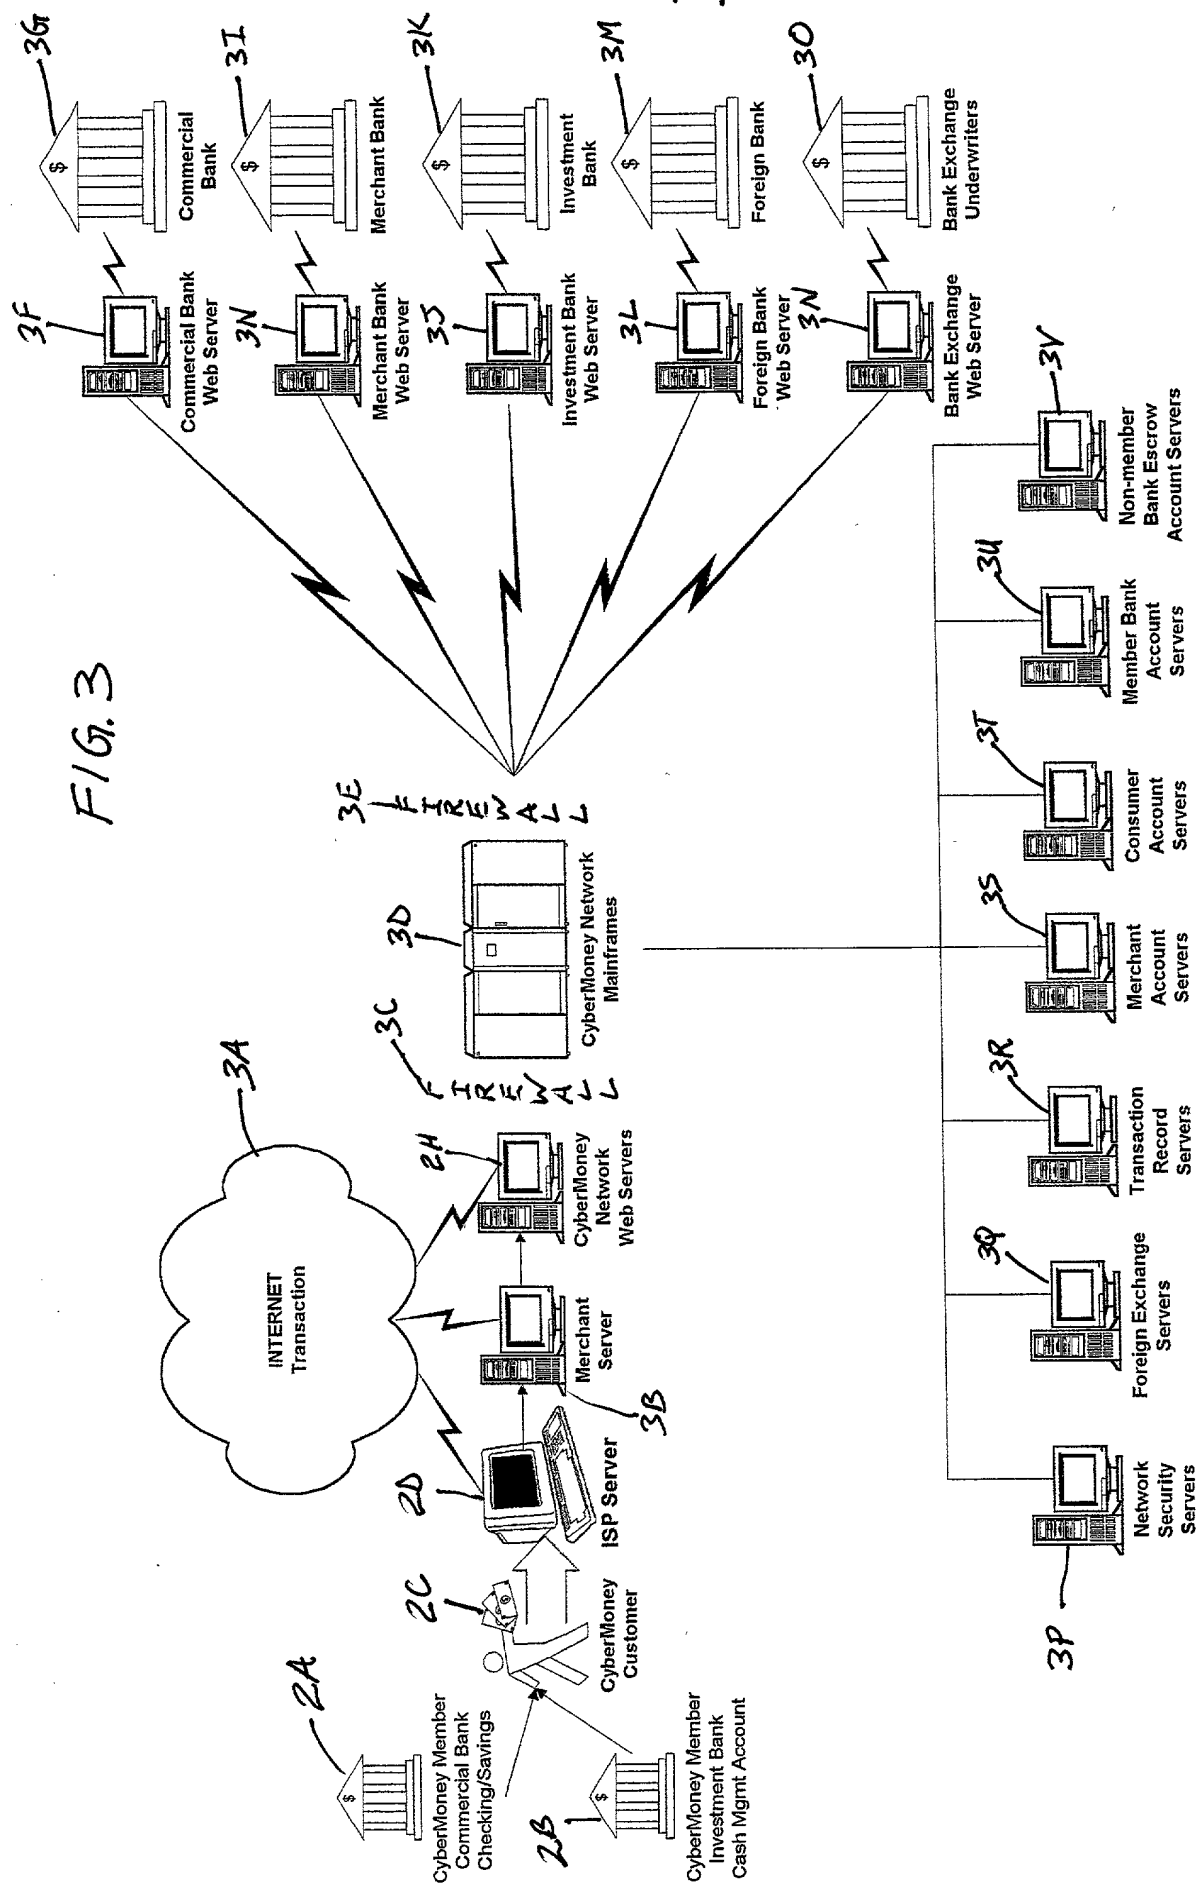 FIG. 3
3A
INTERNET
Transaction
2A
CyberMoney Member
Commercial Bank
Checking/Savings
2B
CyberMoney Member
Investment Bank
Cash Mgmt Account
2C
CyberMoney
Customer
2D
ISP Server
3B
Merchant
Server
2H
CyberMoney
Network
Web Servers
3C
FIREWALL
3D
CyberMoney Network
Mainframes
3E
FIREWALL
3F
Commercial Bank
Web Server
3G
Commercial
Bank
3N
Merchant Bank
Web Server
3I
Merchant Bank
3J
Investment Bank
Web Server
3K
Investment
Bank
3L
Foreign Bank
Web Server
3M
Foreign Bank
3N
Bank Exchange
Web Server
3O
Bank Exchange
Underwriters
3P
Network
Security
Servers
3Q
Foreign Exchange
Servers
3R
Transaction
Record
Servers
3S
Merchant
Account
Servers
3T
Consumer
Account
Servers
3U
Member Bank
Account
Servers
3V
Non-member
Bank Escrow
Account Servers
$
$
$
$
$
$
$